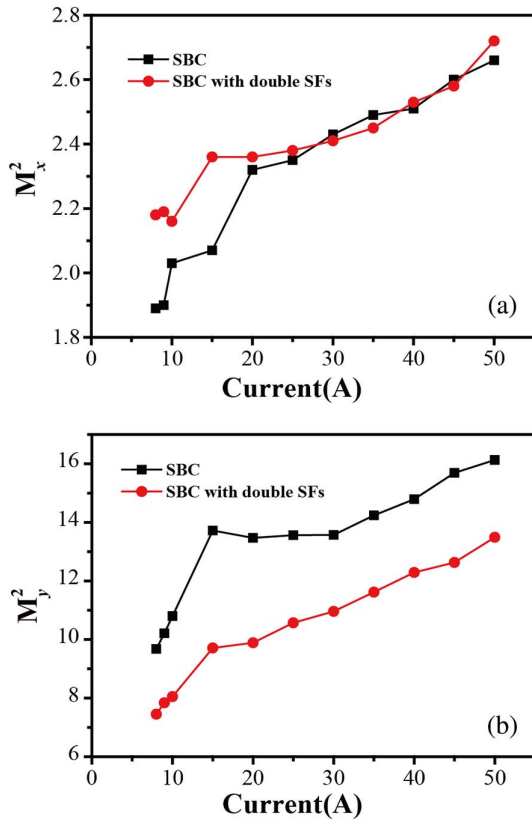 2.8
2.6
2.4
2.2
2.0
1.8
M²ₓ
SBC
SBC with double SFs
(a)
0 10 20 30 40 50
Current(A)
16
14
12
10
8
6
M²y
SBC
SBC with double SFs
(b)
0 10 20 30 40 50
Current(A)